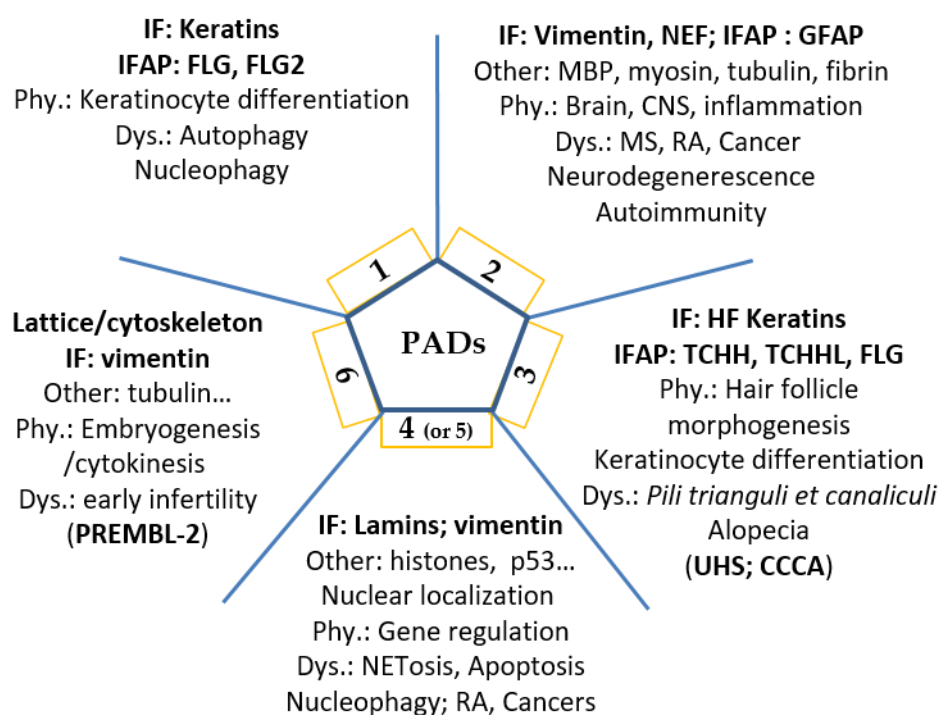 IF: Keratins
IFAP: FLG, FLG2
Phy.: Keratinocyte differentiation
Dys.: Autophagy
Nucleophagy
IF: Vimentin, NEF; IFAP : GFAP
Other: MBP, myosin, tubulin, fibrin
Phy.: Brain, CNS, inflammation
Dys.: MS, RA, Cancer
Neurodegenerescence
Autoimmunity
1
2
PADs
6
3
4 (or 5)
Lattice/cytoskeleton
IF: vimentin
Other: tubulin…
Phy.: Embryogenesis
/cytokinesis
Dys.: early infertility
(PREMBL-2)
IF: HF Keratins
IFAP: TCHH, TCHHL, FLG
Phy.: Hair follicle
morphogenesis
Keratinocyte differentiation
Dys.: Pili trianguli et canaliculi
Alopecia
(UHS; CCCA)
IF: Lamins; vimentin
Other: histones, p53…
Nuclear localization
Phy.: Gene regulation
Dys.: NETosis, Apoptosis
Nucleophagy; RA, Cancers